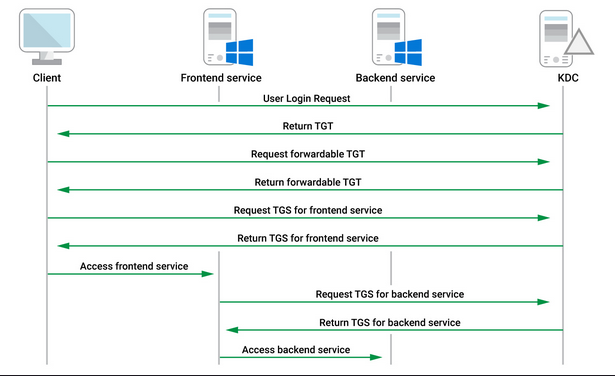 Client
Frontend service
Backend service
KDC
User Login Request
Return TGT
Request forwardable TGT
Return forwardable TGT
Request TGS for frontend service
Return TGS for frontend service
Access frontend service
Request TGS for backend service
Return TGS for backend service
Access backend service